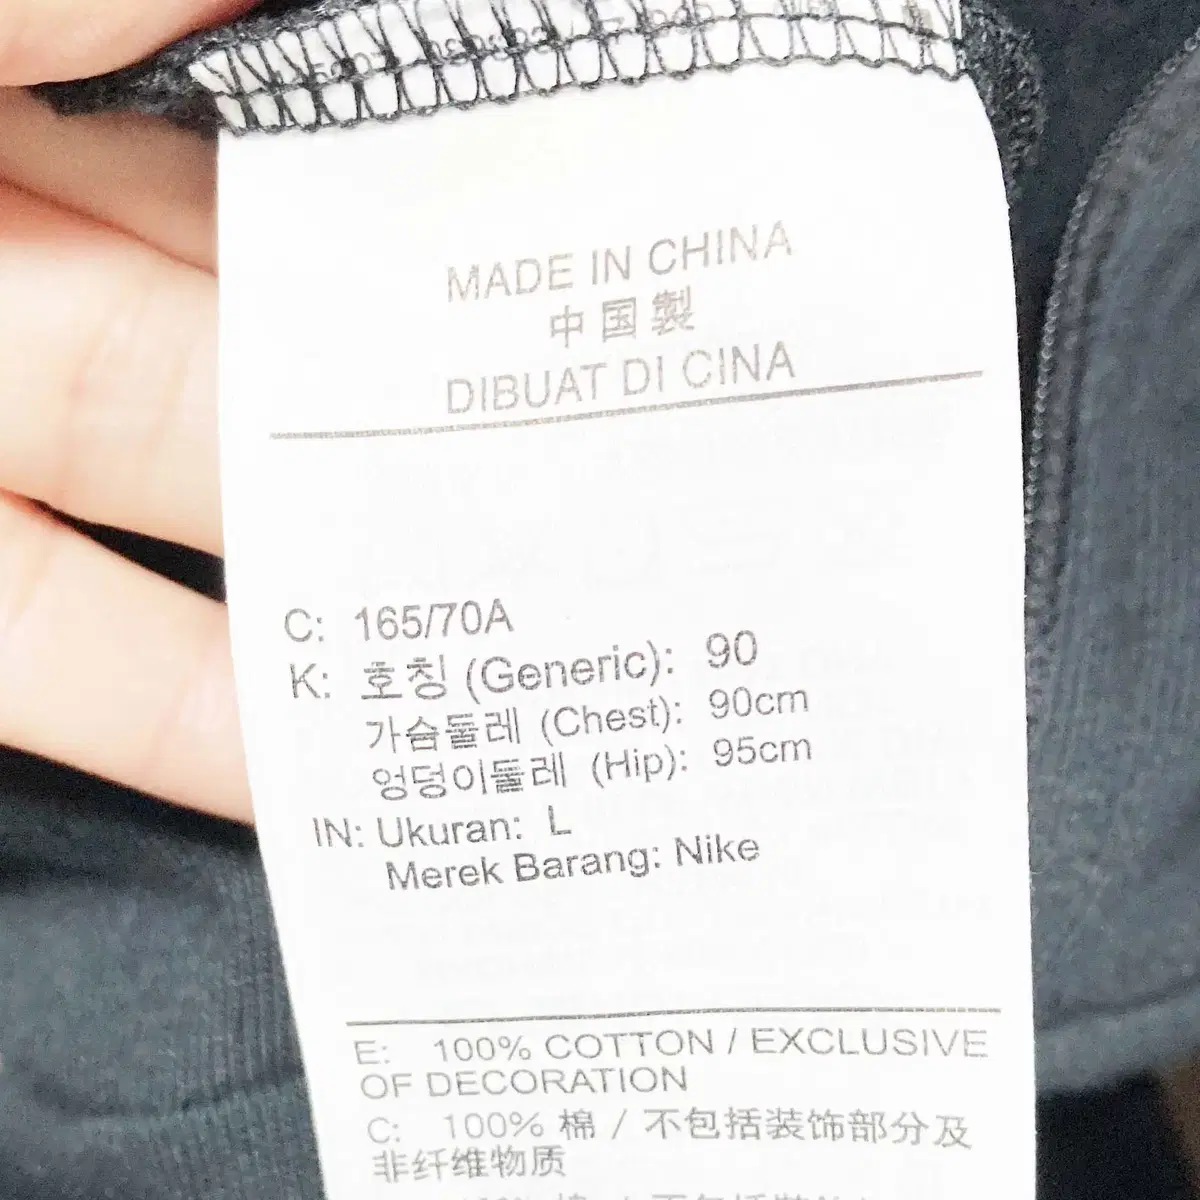 MADE IN CHINA
中国製
DIBUAT DI CINA
C: 165/70A
K: 호칭 (Generic): 90
가슴둘레 (Chest): 90cm
엉덩이둘레 (Hip): 95cm
IN: Ukuran: L
Merek Barang: Nike
E: 100% COTTON / EXCLUSIVE
OF DECORATION
C: 100% 棉 / 不包括装饰部分及
非纤维物质